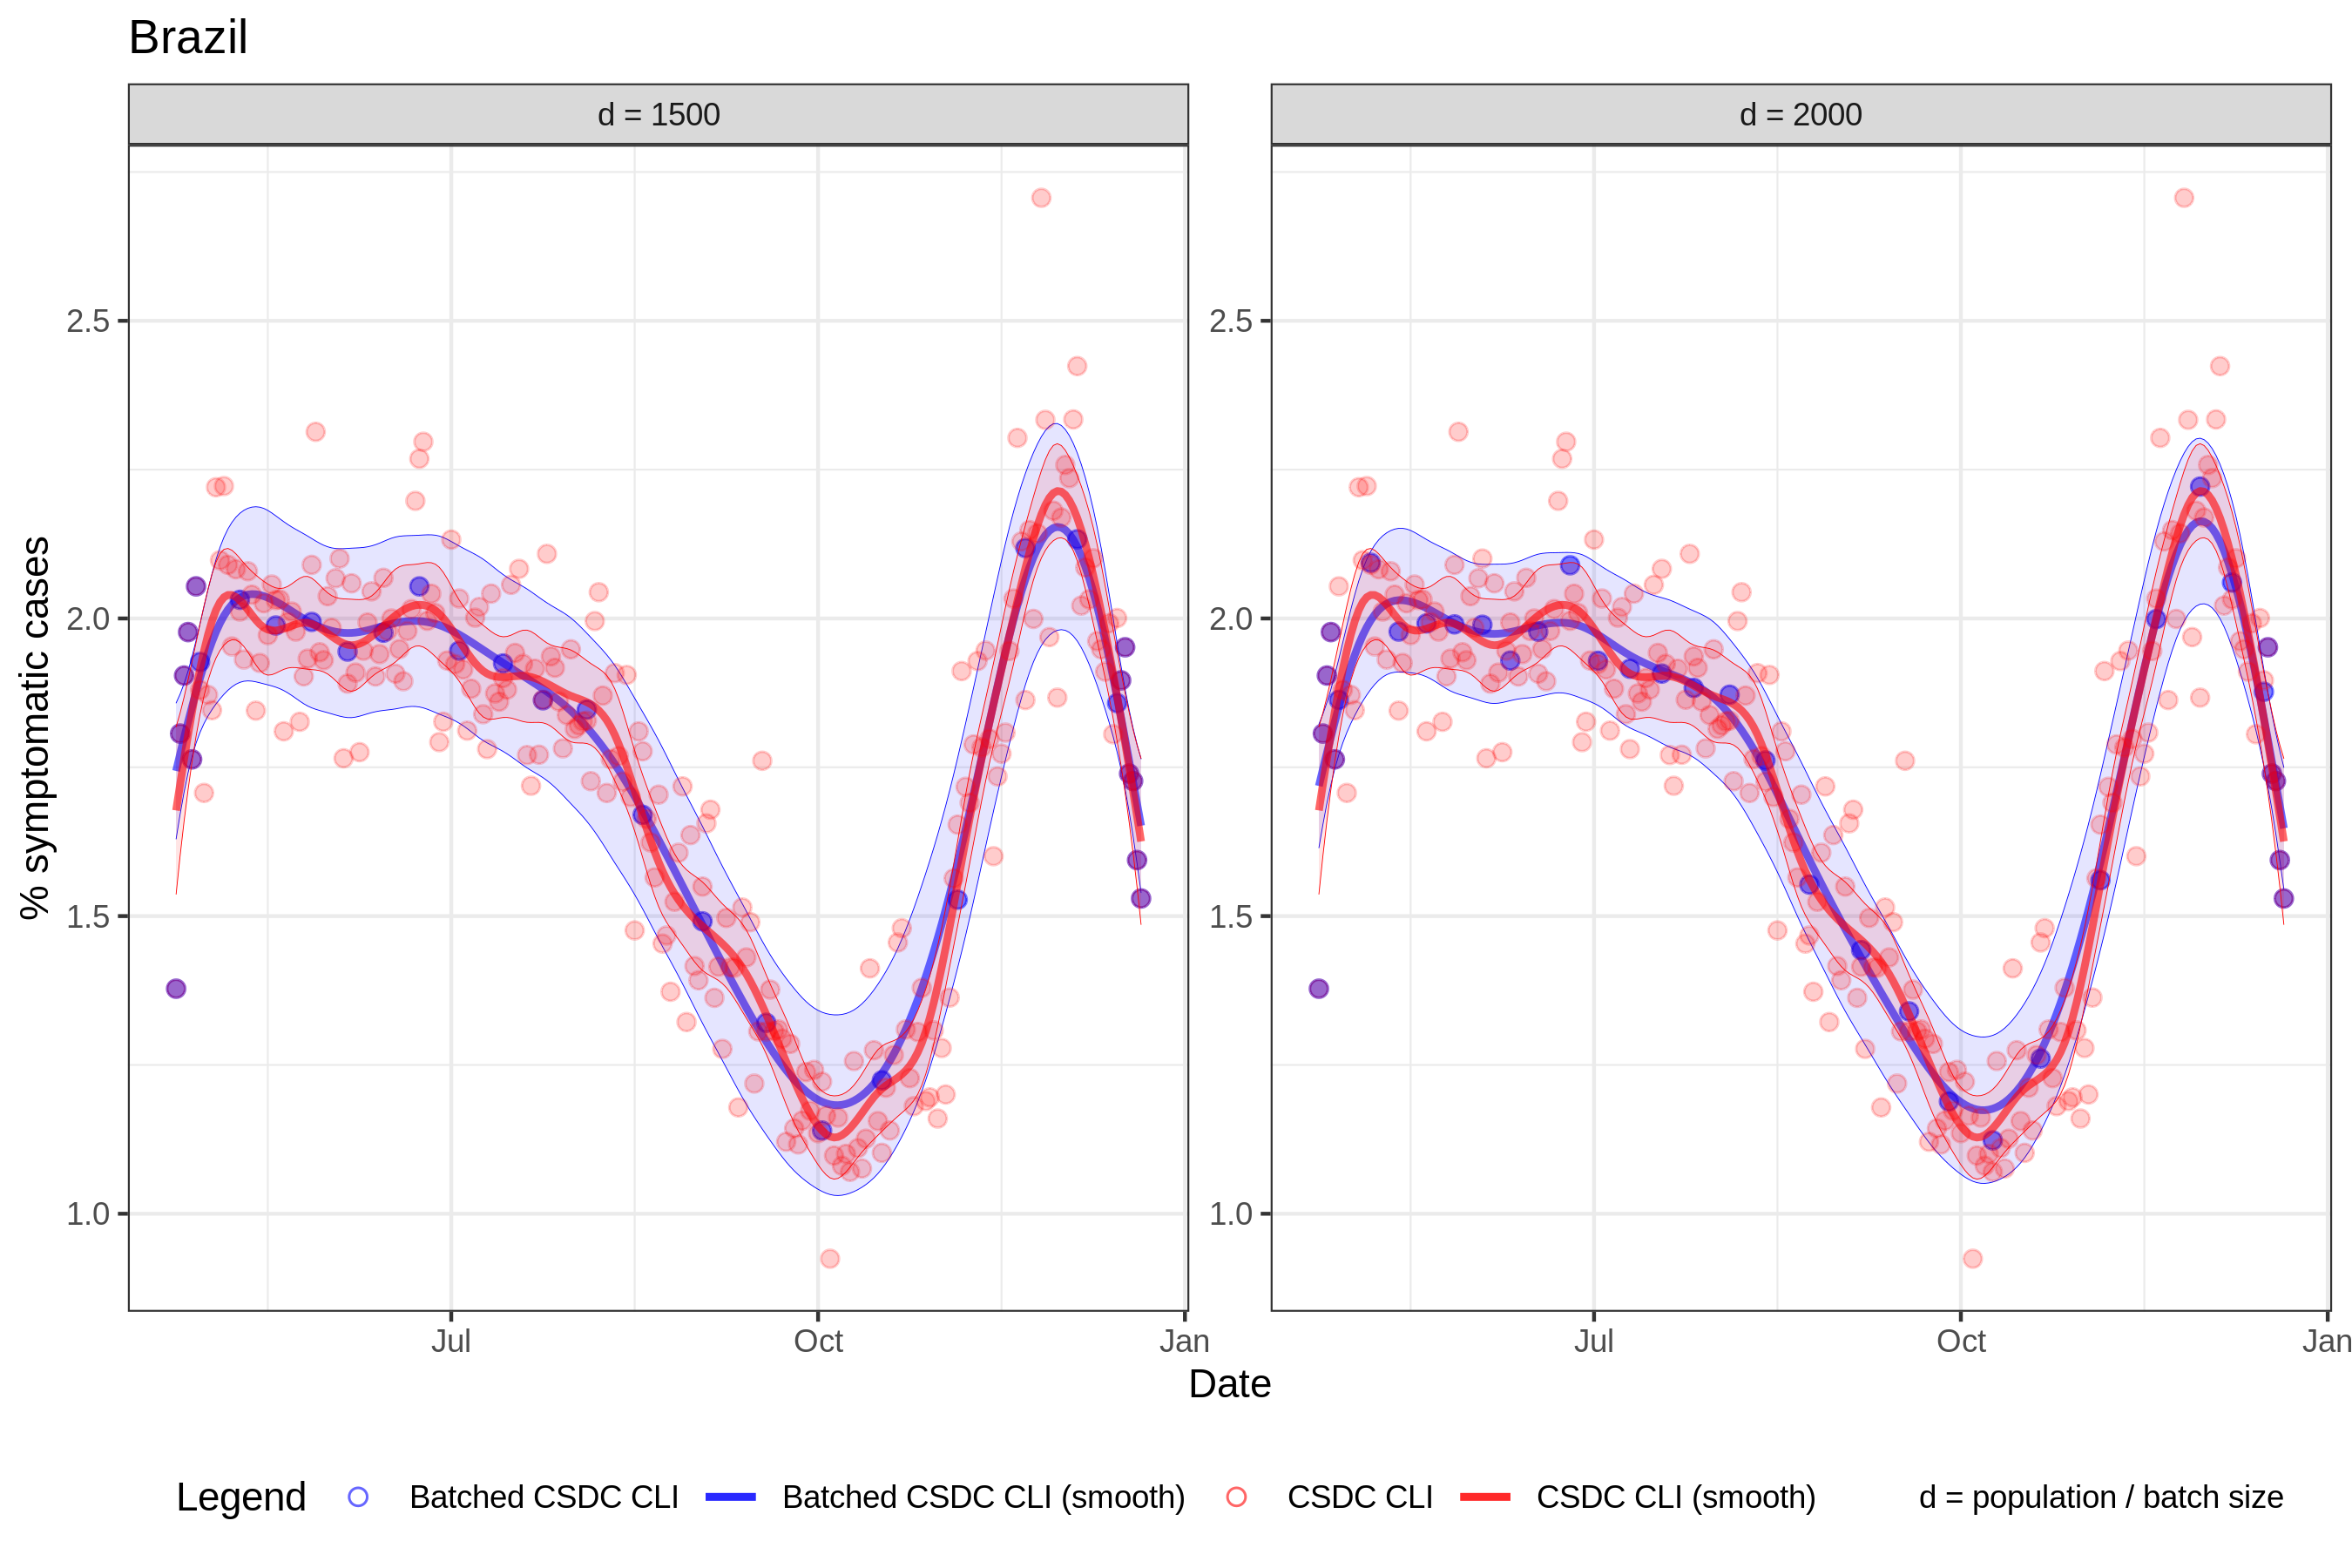 Brazil
d = 1500
d = 2000
% symptomatic cases
2.5
2.0
1.5
1.0
2.5
2.0
1.5
1.0
Jul
Oct
Jan
Jul
Oct
Jan
Date
Legend
Batched CSDC CLI
Batched CSDC CLI (smooth)
CSDC CLI
CSDC CLI (smooth)
d = population / batch size